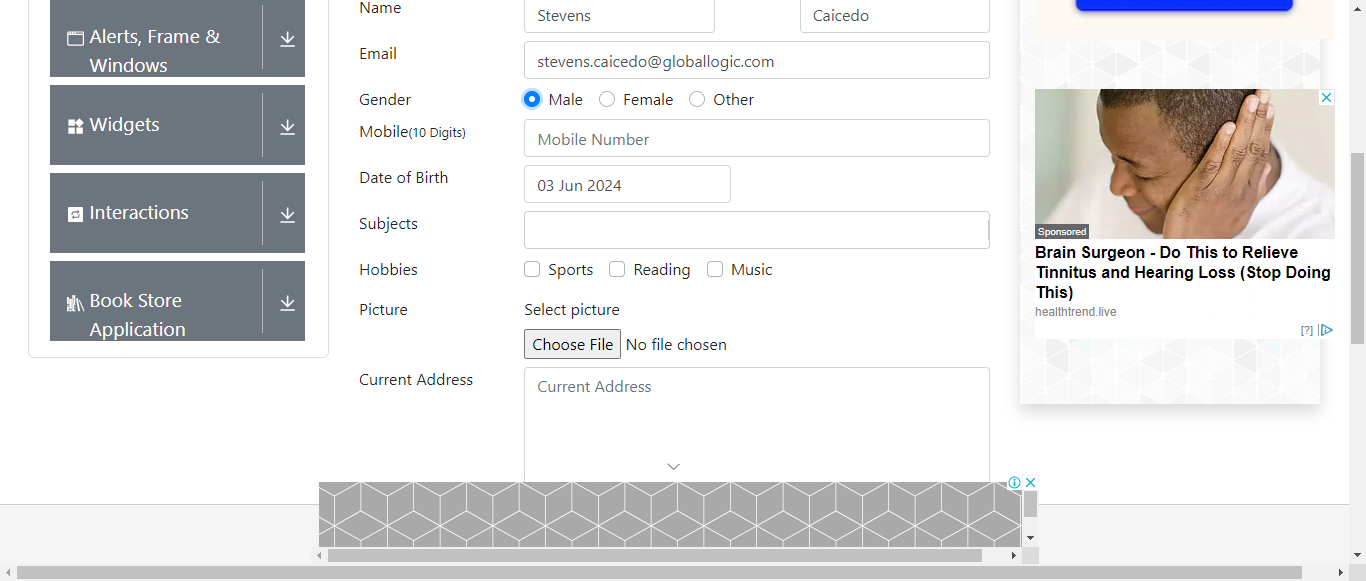 Alerts, Frame &
Windows
Widgets
Interactions
Book Store
Application
Name
Stevens
Caicedo
Email
stevens.caicedo@globallogic.com
Gender
Male
Female
Other
Mobile(10 Digits)
Mobile Number
Date of Birth
03 Jun 2024
Subjects
Hobbies
Sports
Reading
Music
Picture
Select picture
Choose File
No file chosen
Current Address
Current Address
Sponsored
Brain Surgeon - Do This to Relieve
Tinnitus and Hearing Loss (Stop Doing
This)
healthtrend.live
[?]